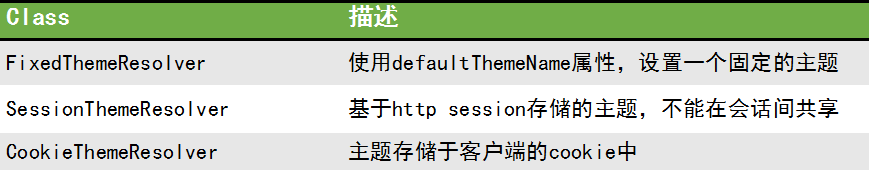 Class 描述
FixedThemeResolver 使用defaultThemeName属性，设置一个固定的主题
SessionThemeResolver 基于http session存储的主题，不能在会话间共享
CookieThemeResolver 主题存储于客户端的cookie中